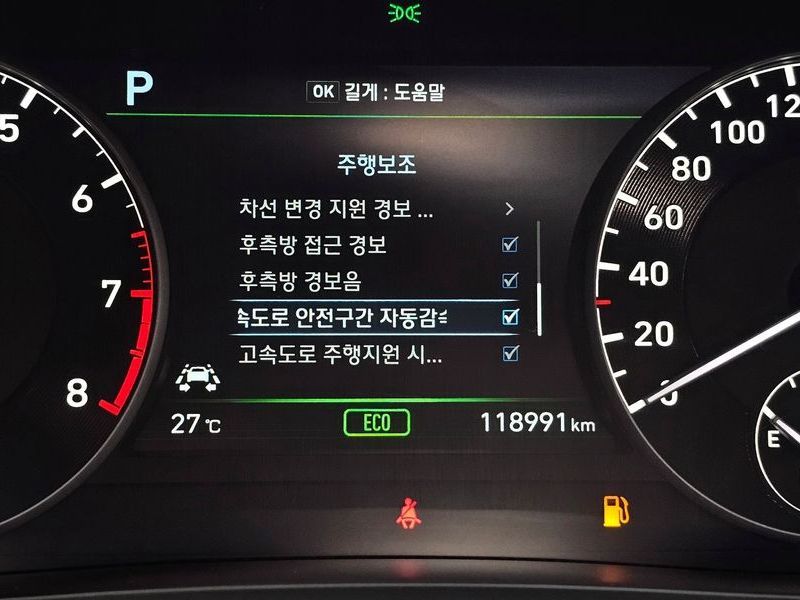 P
OK 길게 : 도움말
주행보조
차선 변경 지원 경보 ... >
후측방 접근 경보
후측방 경보음
속도로 안전구간 자동감속
고속도로 주행지원 시...
27℃
ECO
118991km
5
6
7
8
120
100
80
60
40
20
0
E